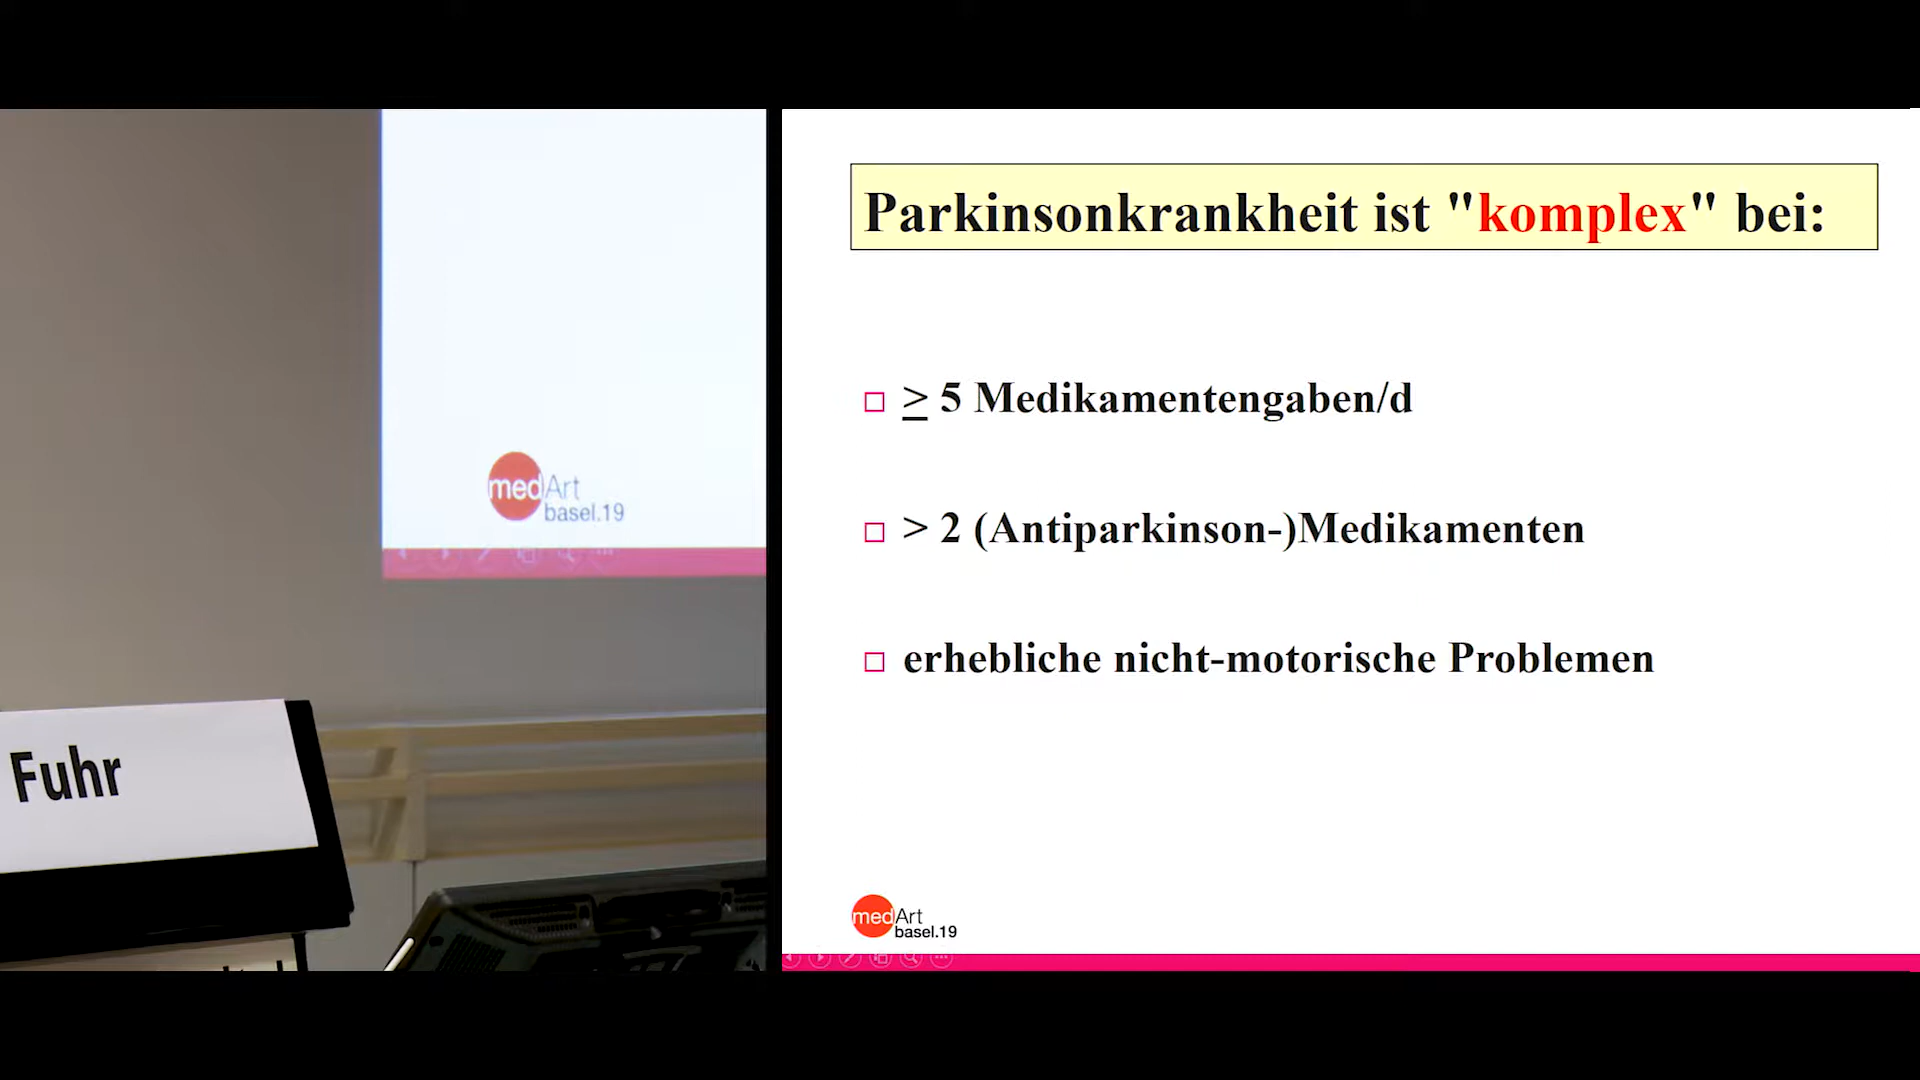 medArt
basel.19
Fuhr
Parkinsonkrankheit ist "komplex" bei:
≥ 5 Medikamentengaben/d
> 2 (Antiparkinson-)Medikamenten
erhebliche nicht-motorische Problemen
medArt
basel.19